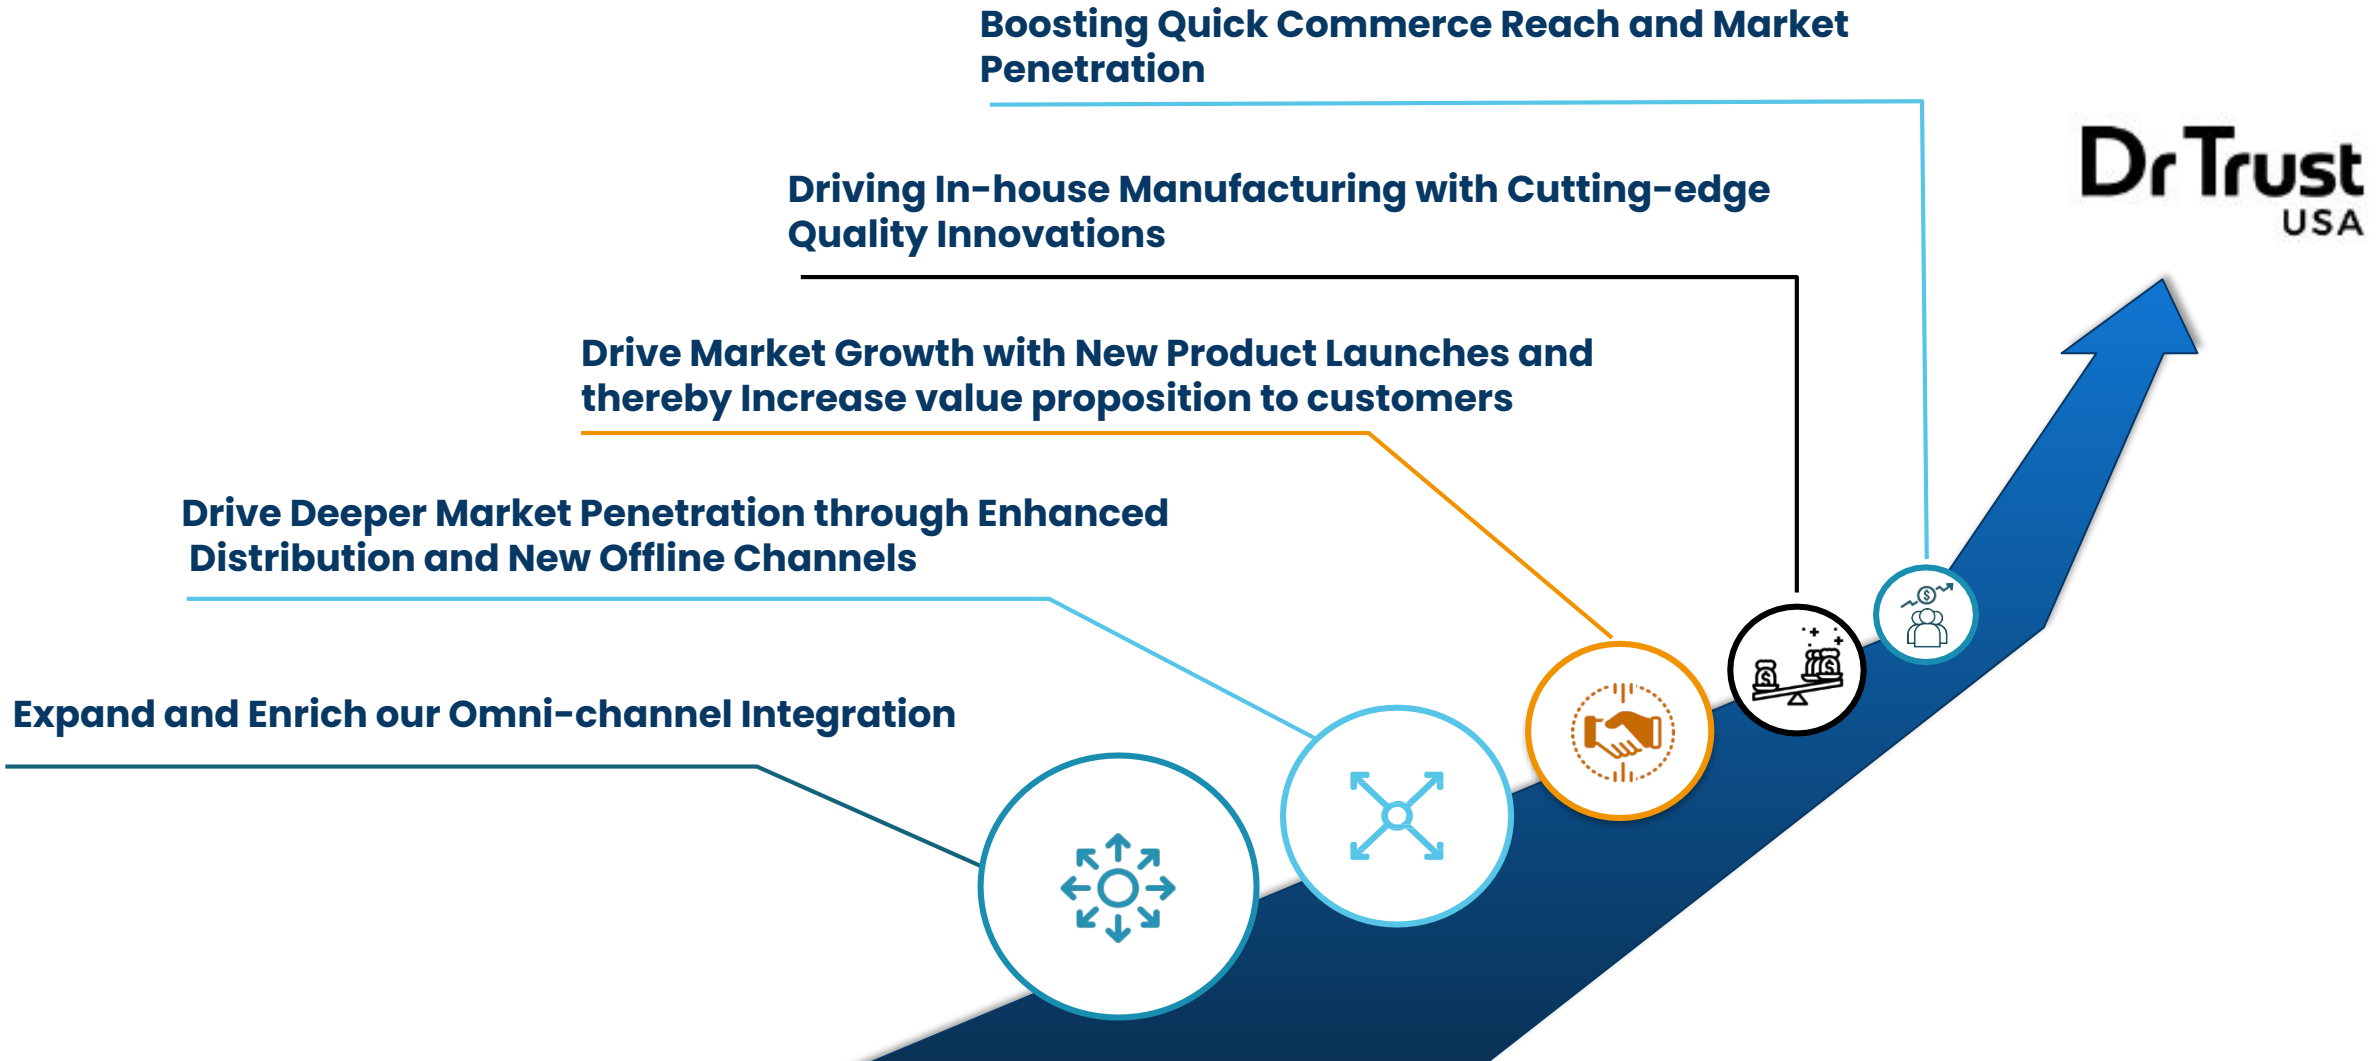 Boosting Quick Commerce Reach and Market
Penetration
Dr Trust
USA
Driving In-house Manufacturing with Cutting-edge
Quality Innovations
Drive Market Growth with New Product Launches and
thereby Increase value proposition to customers
Drive Deeper Market Penetration through Enhanced
Distribution and New Offline Channels
Expand and Enrich our Omni-channel Integration